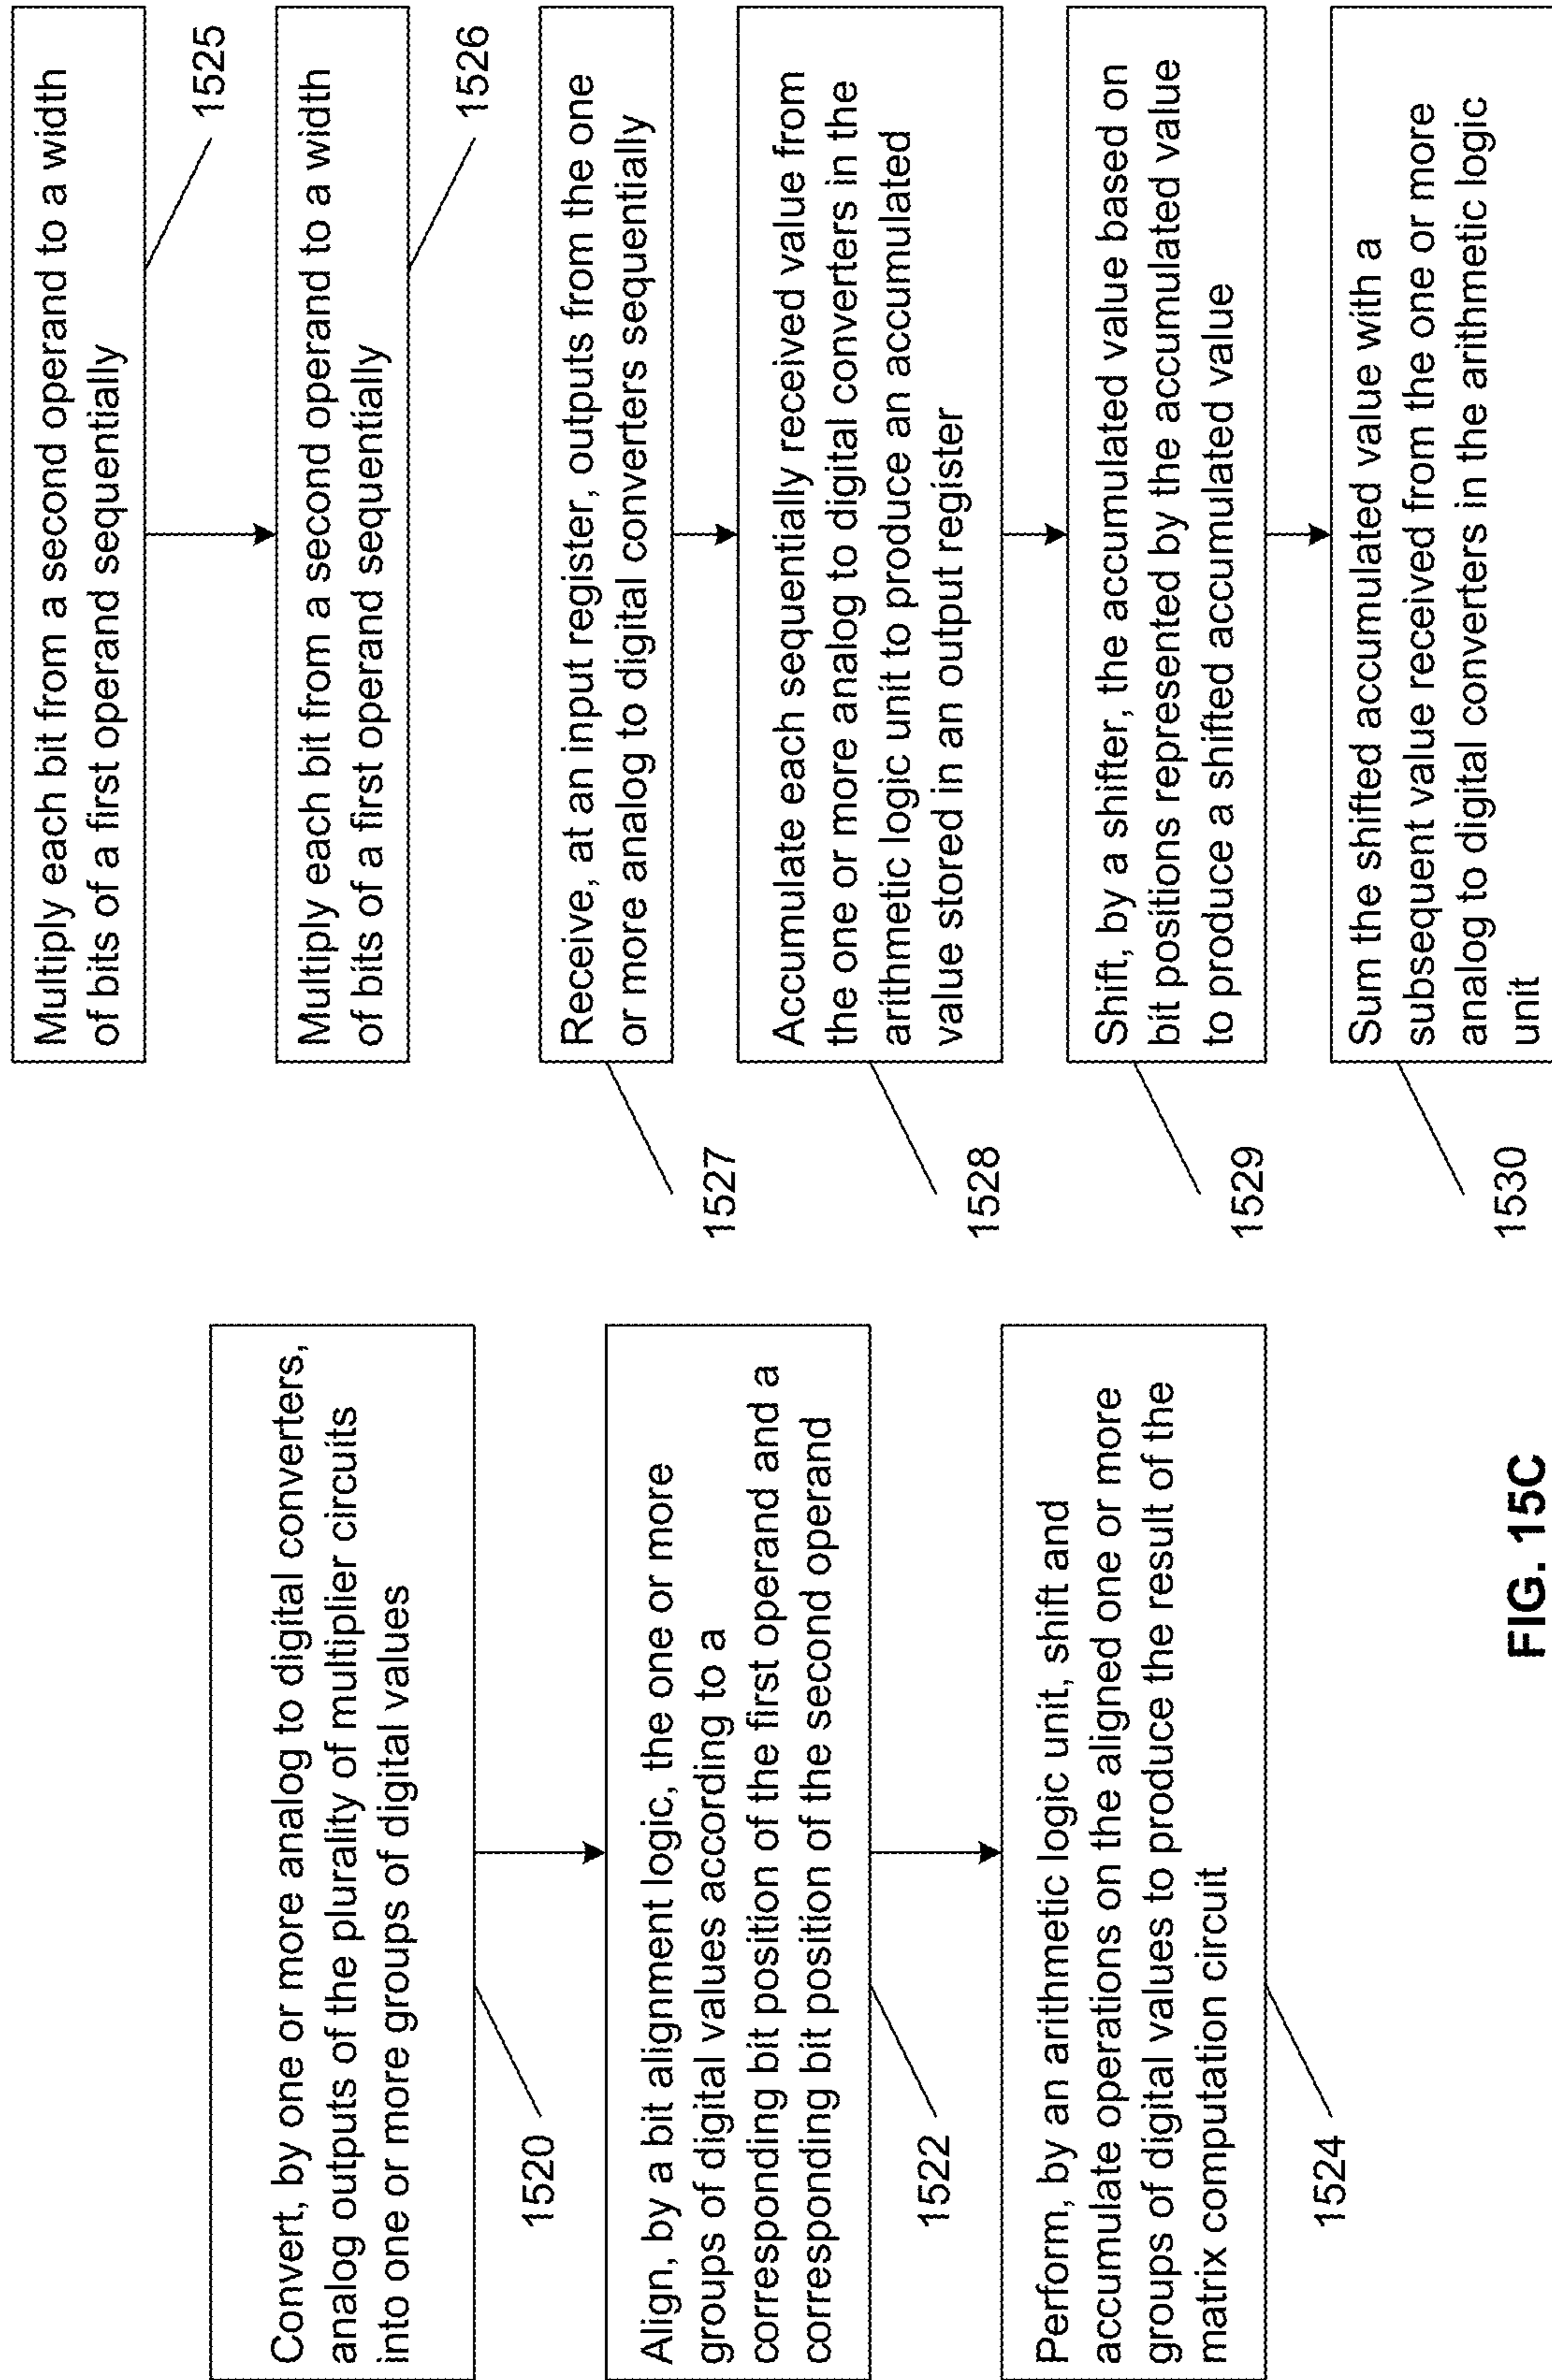 Convert, by one or more analog to digital converters,
analog outputs of the plurality of multiplier circuits
into one or more groups of digital values
1520
Align, by a bit alignment logic, the one or more
groups of digital values according to a
corresponding bit position of the first operand and a
corresponding bit position of the second operand
1522
Perform, by an arithmetic logic unit, shift and
accumulate operations on the aligned one or more
groups of digital values to produce the result of the
matrix computation circuit
1524
Multiply each bit from a second operand to a width
of bits of a first operand sequentially
1525
Multiply each bit from a second operand to a width
of bits of a first operand sequentially
1526
Receive, at an input register, outputs from the one
or more analog to digital converters sequentially
1527
Accumulate each sequentially received value from
the one or more analog to digital converters in the
arithmetic logic unit to produce an accumulated
value stored in an output register
1528
Shift, by a shifter, the accumulated value based on
bit positions represented by the accumulated value
to produce a shifted accumulated value
1529
Sum the shifted accumulated value with a
subsequent value received from the one or more
analog to digital converters in the arithmetic logic
unit
1530
FIG. 15C